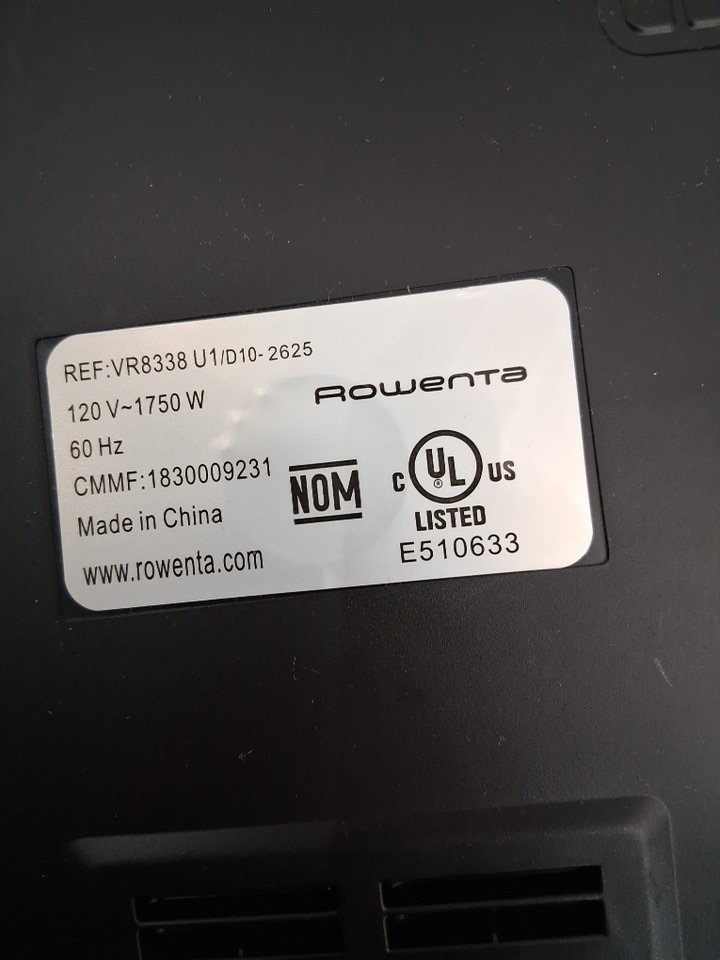 REF:VR8338 U1/D10-2625
120 V~1750 W
60 Hz
CMMF:1830009231
Made in China
www.rowenta.com
Rowenta
NOM
C UL® US
LISTED
E510633